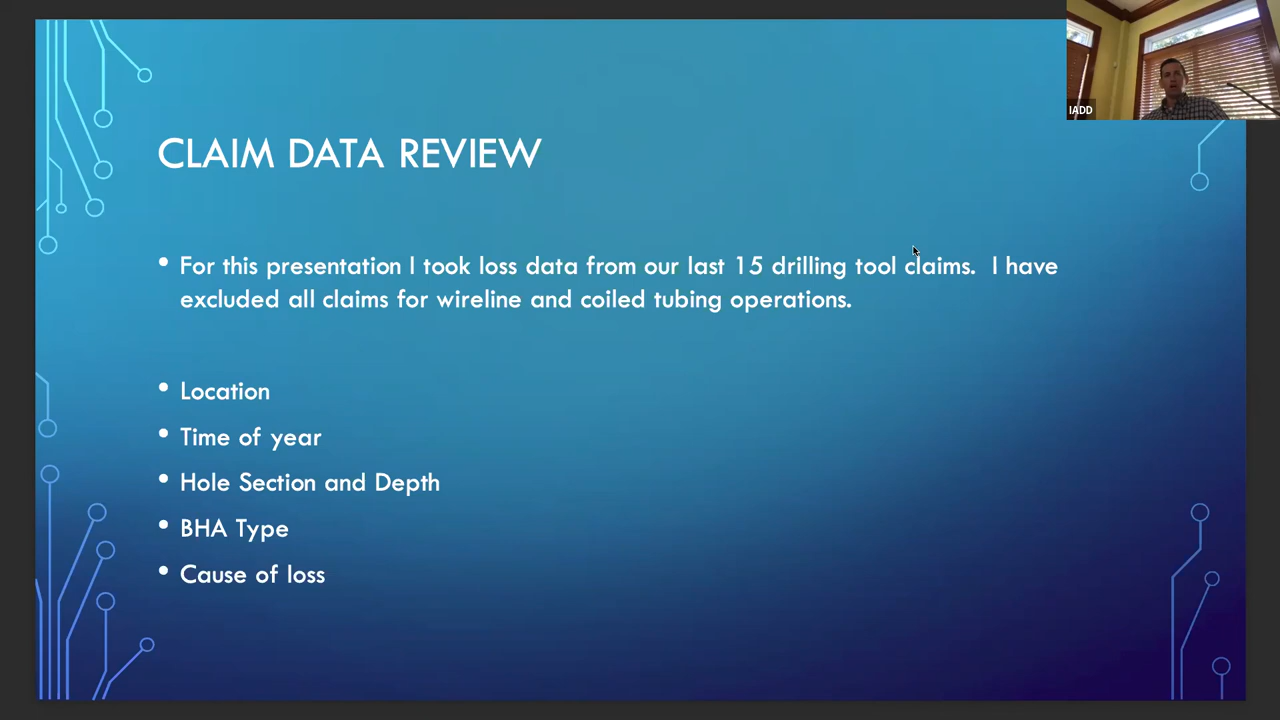 IADD
CLAIM DATA REVIEW
• For this presentation I took loss data from our last 15 drilling tool claims.  I have
excluded all claims for wireline and coiled tubing operations.
• Location
• Time of year
• Hole Section and Depth
• BHA Type
• Cause of loss